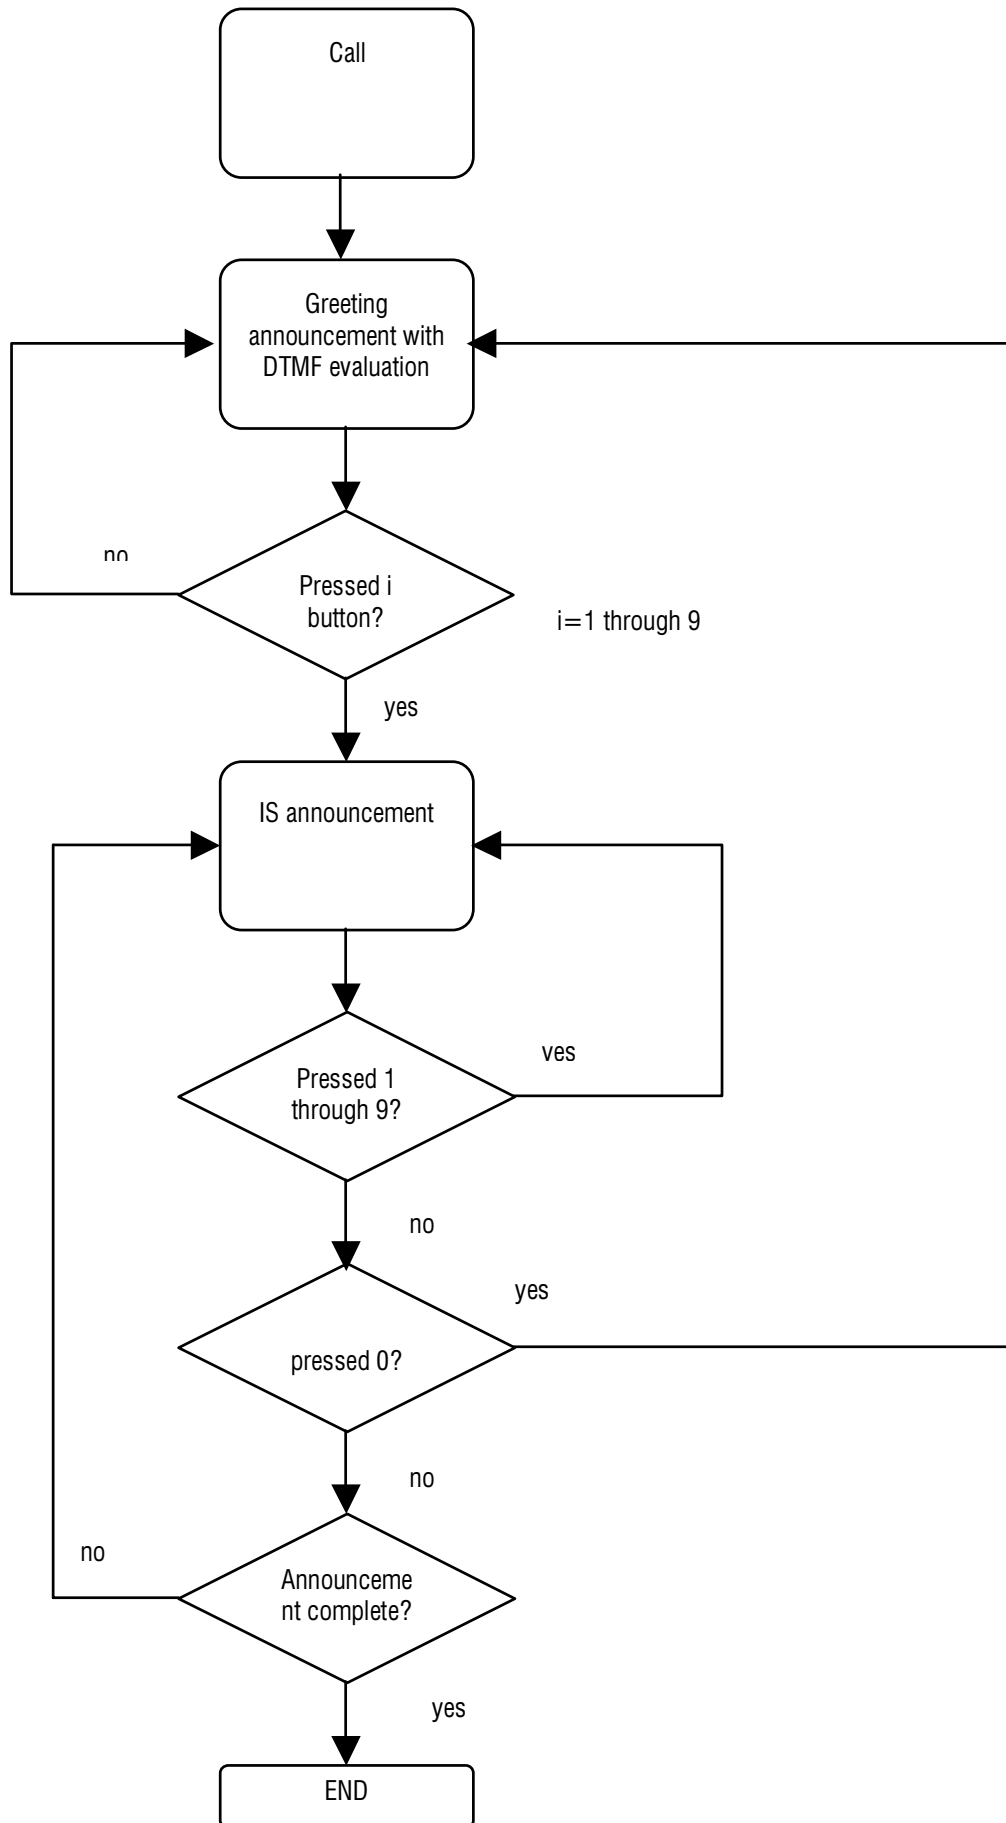 Call
Greeting
announcement with
DTMF evaluation
no
Pressed i
button?
i=1 through 9
yes
IS announcement
Pressed 1
through 9?
yes
no
pressed 0?
yes
no
no
Announceme
nt complete?
yes
END